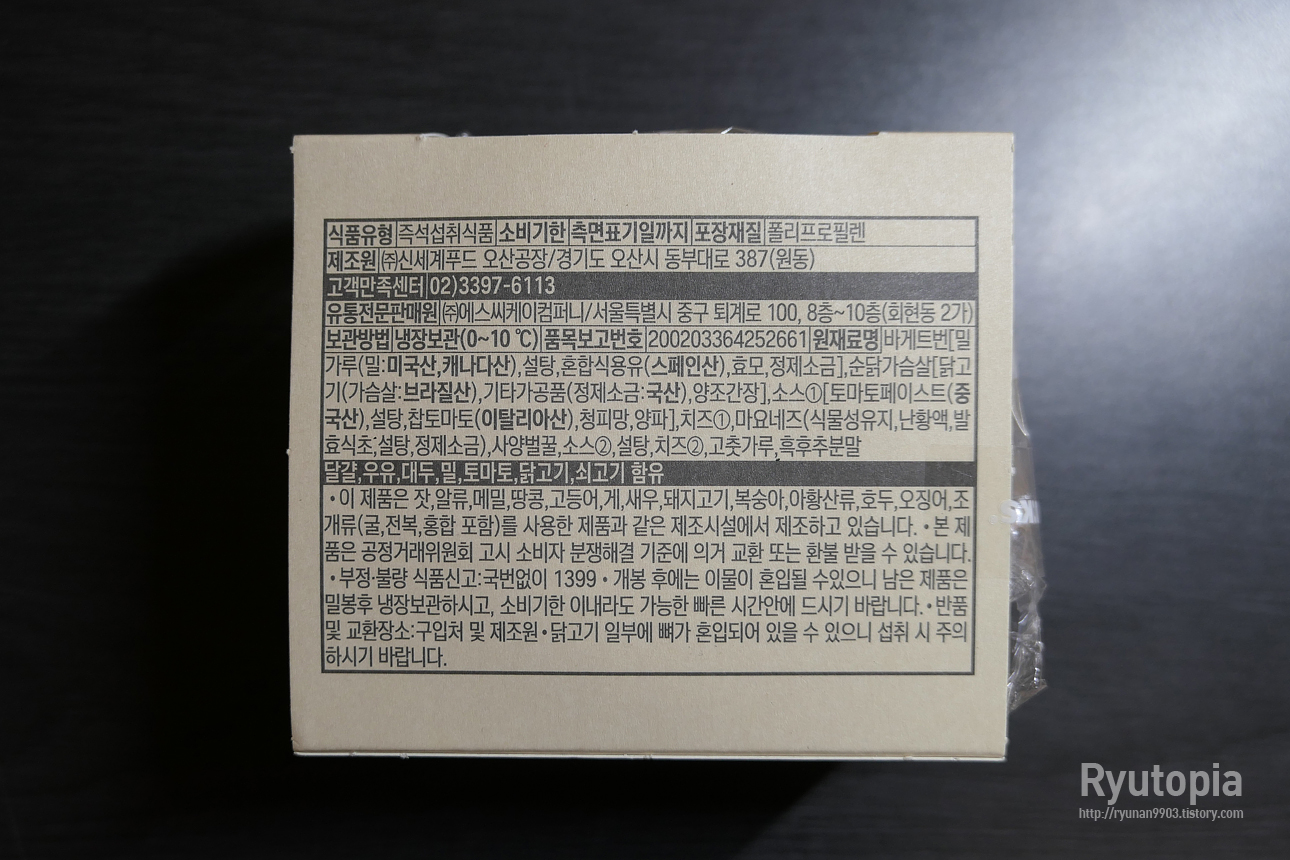 식품유형 즉석섭취식품 소비기한 측면표기일까지 포장재질 폴리프로필렌
제조원 ㈜신세계푸드 오산공장/경기도 오산시 동부대로 387(원동)
고객만족센터 02)3397-6113
유통전문판매원 ㈜에스씨케이컴퍼니/서울특별시 중구 퇴계로 100, 8층~10층(회현동 2가)
보관방법 냉장보관(0~10 ℃) 품목보고번호 200203364252661 원재료명 바게트번[밀
가루(밀:미국산,캐나다산),설탕,혼합식용유(스페인산),효모,정제소금],순닭가슴살[닭고
기(가슴살:브라질산),기타가공품(정제소금:국산),양조간장],소스①[토마토페이스트(중
국산),설탕,찹토마토(이탈리아산),청피망,양파],치즈①,마요네즈(식물성유지,난황액,발
효식초,설탕,정제소금),사양벌꿀,소스②,설탕,치즈②,고춧가루,흑후추분말
달걀,우유,대두,밀,토마토,닭고기,쇠고기 함유
•이 제품은 잣,알류,메밀,땅콩,고등어,게,새우,돼지고기,복숭아,아황산류,호두,오징어,조
개류(굴,전복,홍합 포함)를 사용한 제품과 같은 제조시설에서 제조하고 있습니다. •본 제
품은 공정거래위원회 고시 소비자 분쟁해결 기준에 의거 교환 또는 환불 받을 수 있습니다.
•부정·불량 식품신고:국번없이 1399 •개봉 후에는 이물이 혼입될 수있으니 남은 제품은
밀봉후 냉장보관하시고, 소비기한 이내라도 가능한 빠른 시간안에 드시기 바랍니다.•반품
및 교환장소:구입처 및 제조원•닭고기 일부에 뼈가 혼입되어 있을 수 있으니 섭취 시 주의
하시기 바랍니다.
Ryutopia
http://ryunan9903.tistory.com